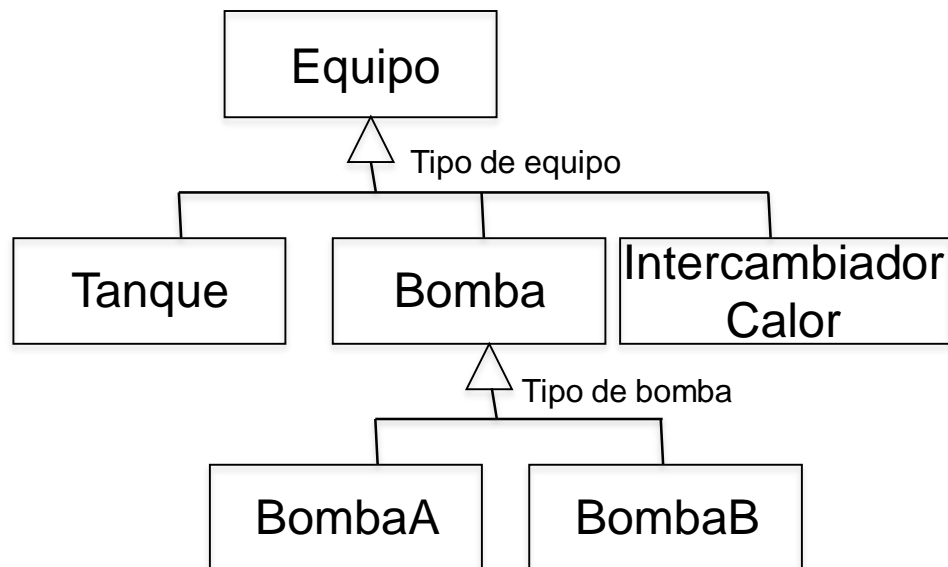 Equipo
Tipo de equipo
Tanque
Bomba
Intercambiador
Calor
Tipo de bomba
BombaA
BombaB